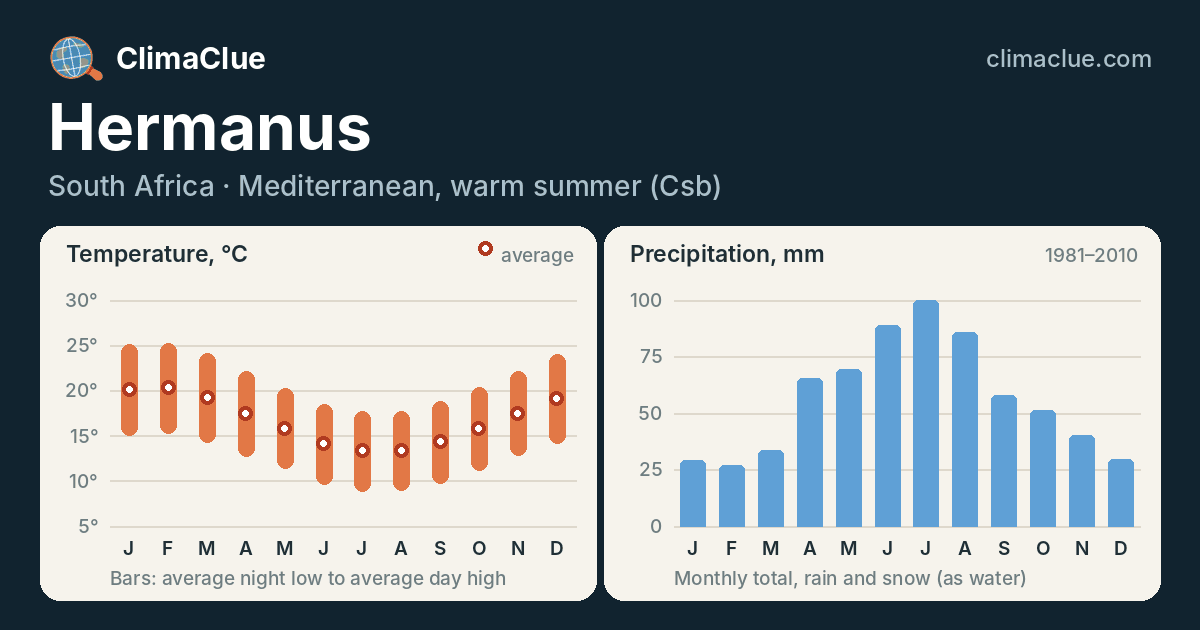 ClimaClue
climaclue.com
Hermanus
South Africa · Mediterranean, warm summer (Csb)
Temperature, °C
average
30°
25°
20°
15°
10°
5°
J F M A M J J A S O N D
Bars: average night low to average day high
Precipitation, mm
1981–2010
100
75
50
25
0
J F M A M J J A S O N D
Monthly total, rain and snow (as water)